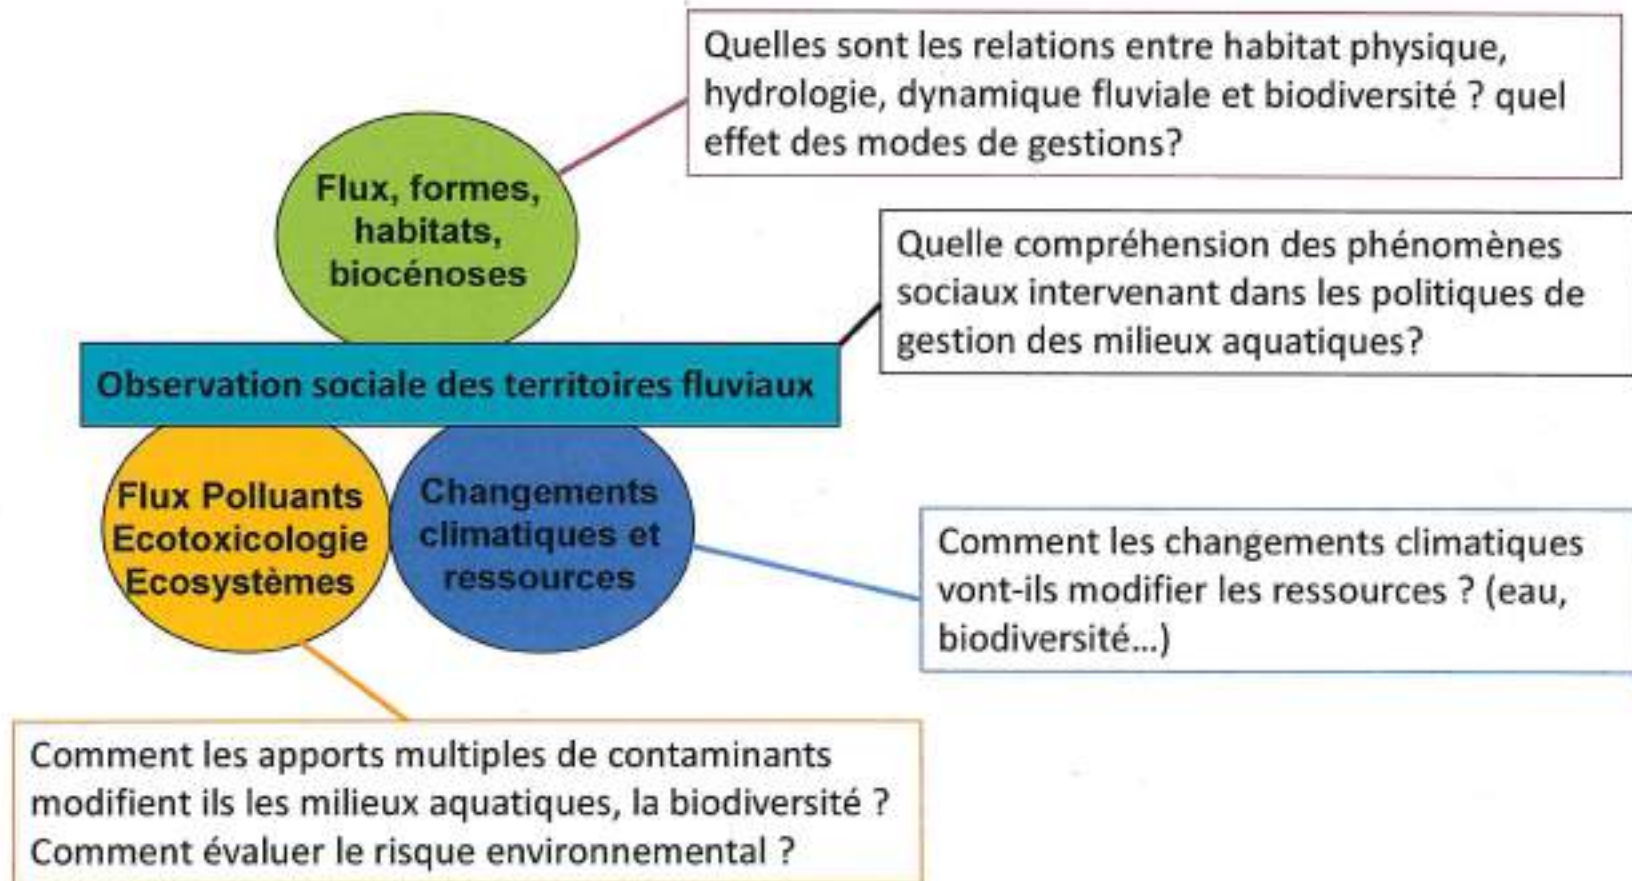 Quelles sont les relations entre habitat physique,
hydrologie, dynamique fluviale et biodiversité ? quel
effet des modes de gestions?
Flux, formes,
habitats,
biocénoses
Quelle compréhension des phénomènes
sociaux intervenant dans les politiques de
gestion des milieux aquatiques?
Observation sociale des territoires fluviaux
Flux Polluants
Ecotoxicologie
Ecosystèmes
Changements
climatiques et
ressources
Comment les changements climatiques
vont-ils modifier les ressources ? (eau,
biodiversité...)
Comment les apports multiples de contaminants
modifient ils les milieux aquatiques, la biodiversité ?
Comment évaluer le risque environnemental ?